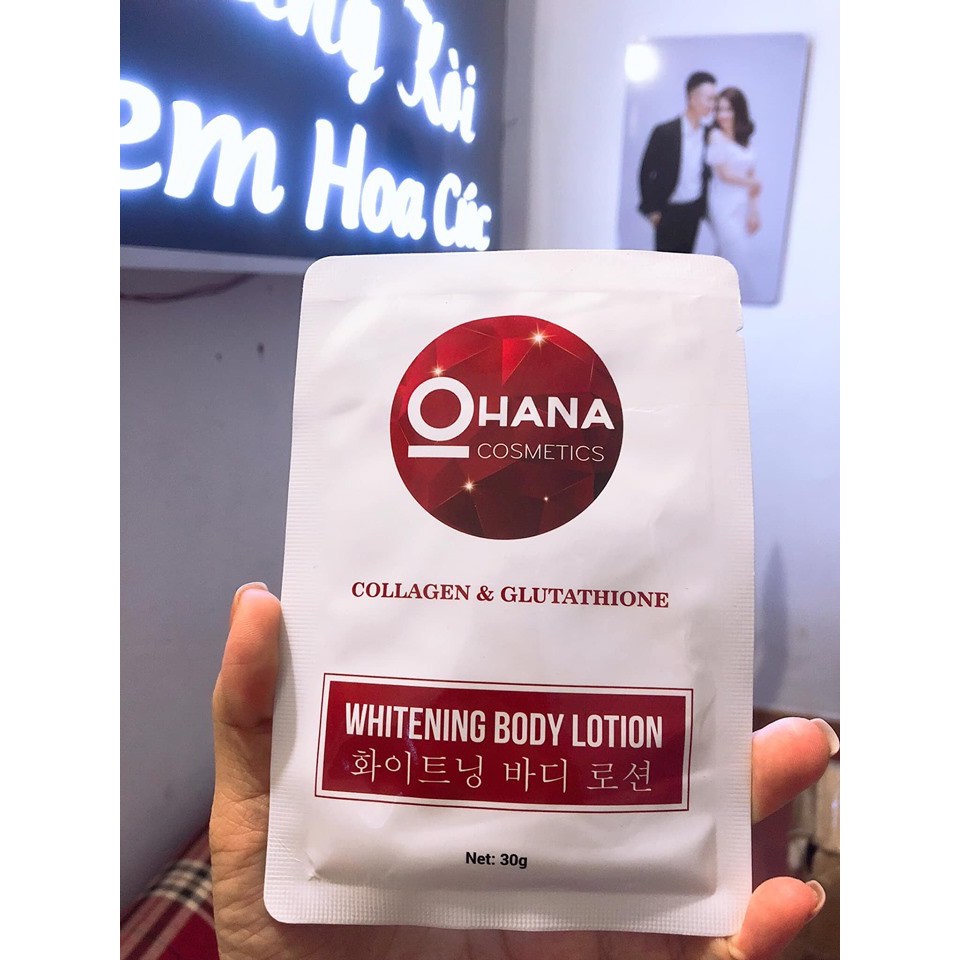 Rồi
em Hoa Cúc
OHANA
COSMETICS
COLLAGEN & GLUTATHIONE
WHITENING BODY LOTION
화이트닝 바디 로션
Net: 30g